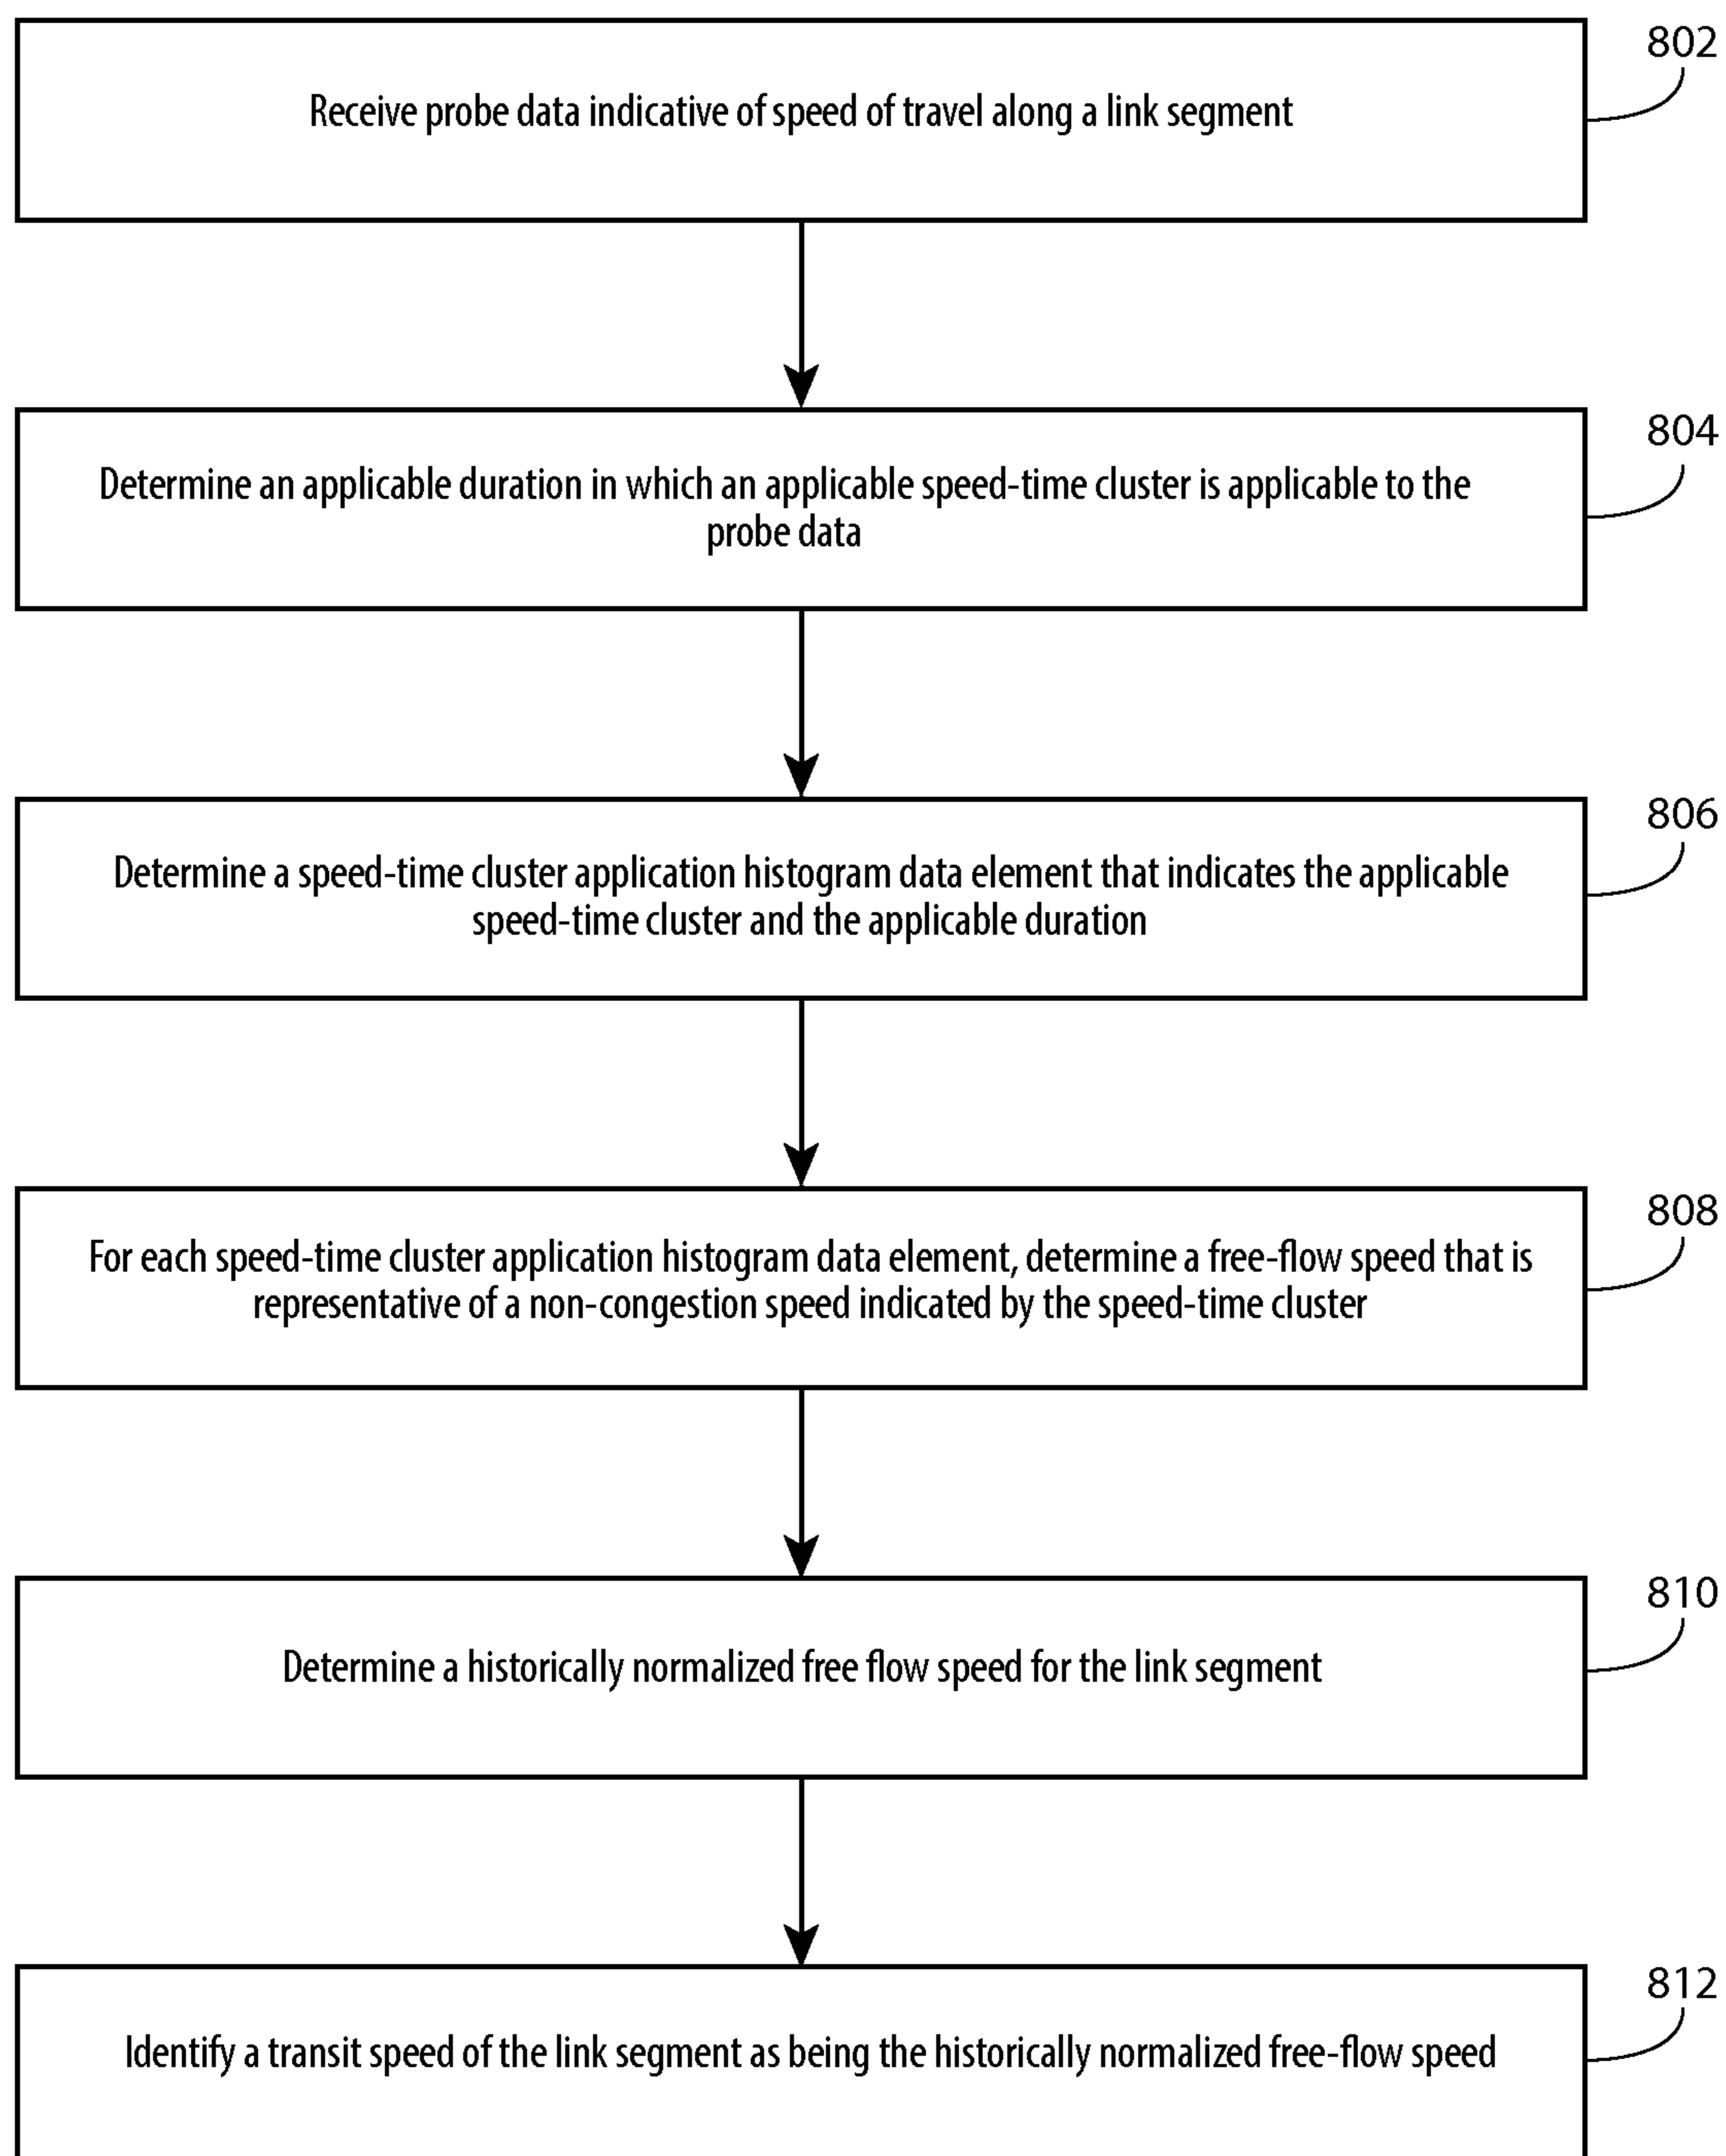 802
Receive probe data indicative of speed of travel along a link segment
804
Determine an applicable duration in which an applicable speed-time cluster is applicable to the
probe data
806
Determine a speed-time cluster application histogram data element that indicates the applicable
speed-time cluster and the applicable duration
808
For each speed-time cluster application histogram data element, determine a free-flow speed that is
representative of a non-congestion speed indicated by the speed-time cluster
810
Determine a historically normalized free flow speed for the link segment
812
Identify a transit speed of the link segment as being the historically normalized free-flow speed